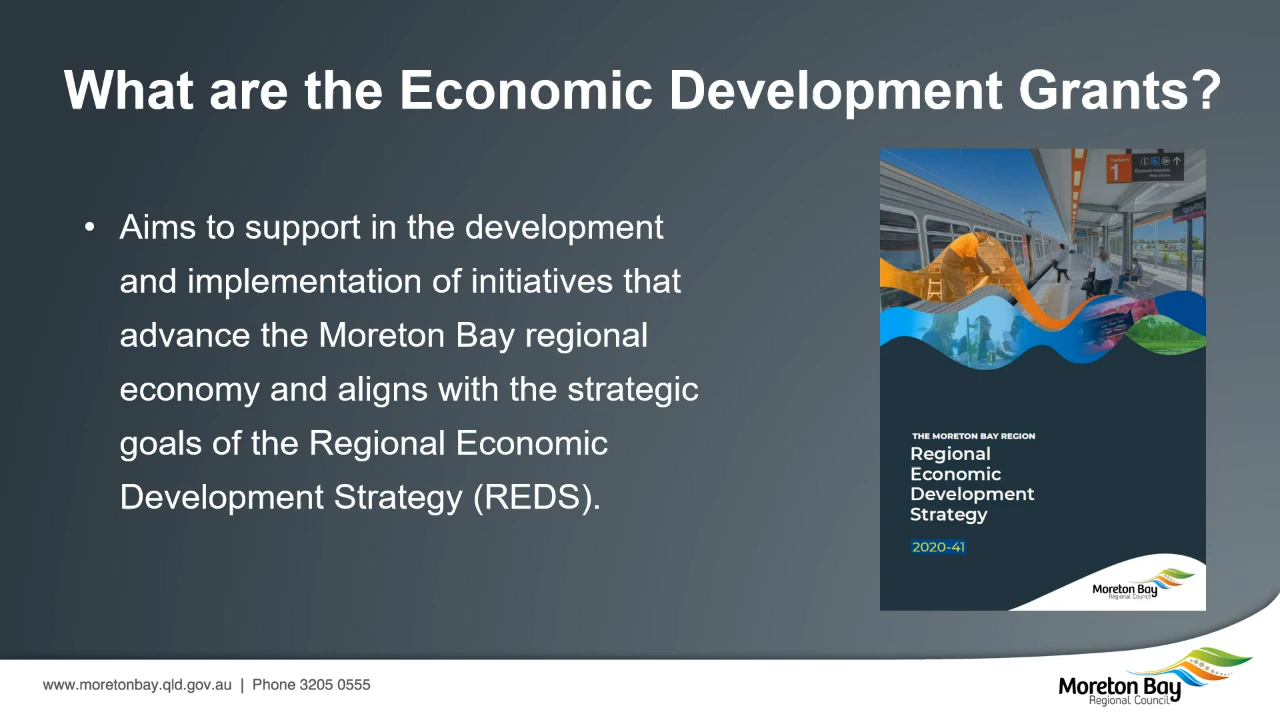 What are the Economic Development Grants?
• Aims to support in the development
and implementation of initiatives that
advance the Moreton Bay regional
economy and aligns with the strategic
goals of the Regional Economic
Development Strategy (REDS).
1
THE MORETON BAY REGION
Regional
Economic
Development
Strategy
2020-41
Moreton Bay
Regional Council
www.moretonbay.qld.gov.au | Phone 3205 0555
Moreton Bay
Regional Council